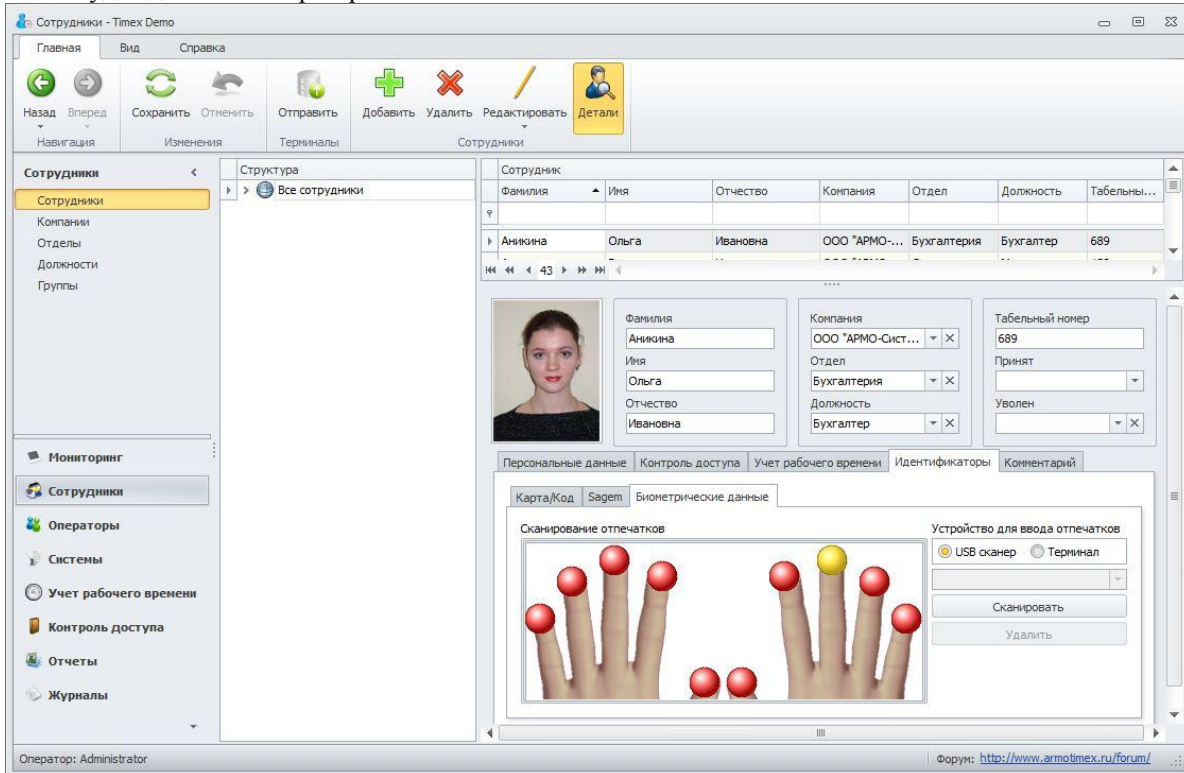 Сотрудники - Timex Demo
Главная Вид Справка
Назад Вперед Сохранить Отменить Отправить Добавить Удалить Редактировать Детали
Навигация Изменения Терминалы Сотрудники
Сотрудники
Сотрудники
Компании
Отделы
Должности
Группы
Мониторинг
Сотрудники
Операторы
Системы
Учет рабочего времени
Контроль доступа
Отчеты
Журналы
Структура
Все сотрудники
Сотрудник
Фамилия Имя Отчество Компания Отдел Должность Табельны...
Аникина Ольга Ивановна ООО "АРМО-... Бухгалтерия Бухгалтер 689
43
Фамилия
Аникина
Имя
Ольга
Отчество
Ивановна
Компания
ООО "АРМО-Сист...
Отдел
Бухгалтерия
Должность
Бухгалтер
Табельный номер
689
Принят
Уволен
Персональные данные Контроль доступа Учет рабочего времени Идентификаторы Комментарий
Карта/Код Sagem Биометрические данные
Сканирование отпечатков
Устройство для ввода отпечатков
USB сканер Терминал
Сканировать
Удалить
Оператор: Administrator
Форум: http://www.armotimex.ru/forum/